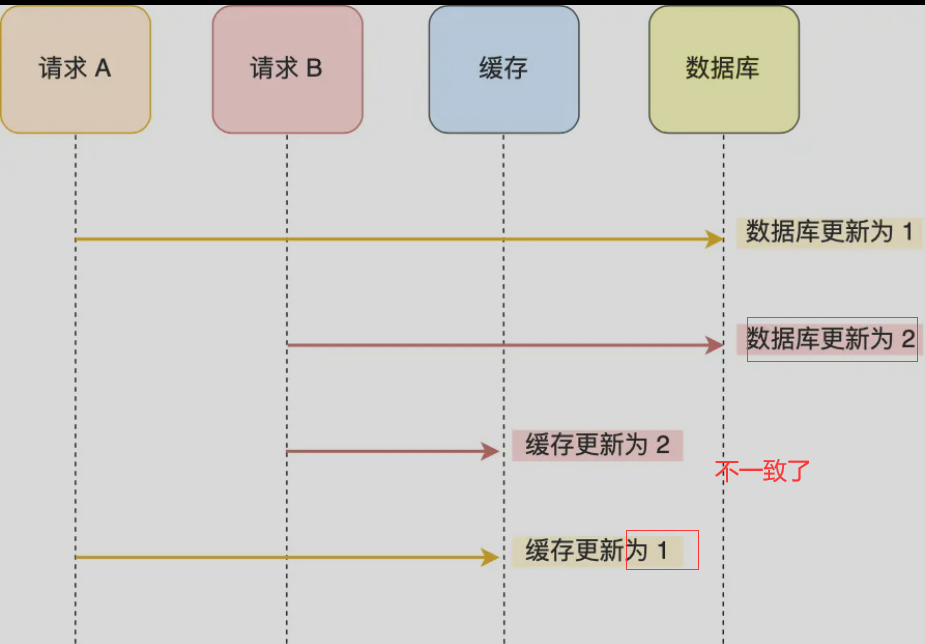 请求 A
请求 B
缓存
数据库
数据库更新为 1
数据库更新为 2
缓存更新为 2
不一致了
缓存更新为 1